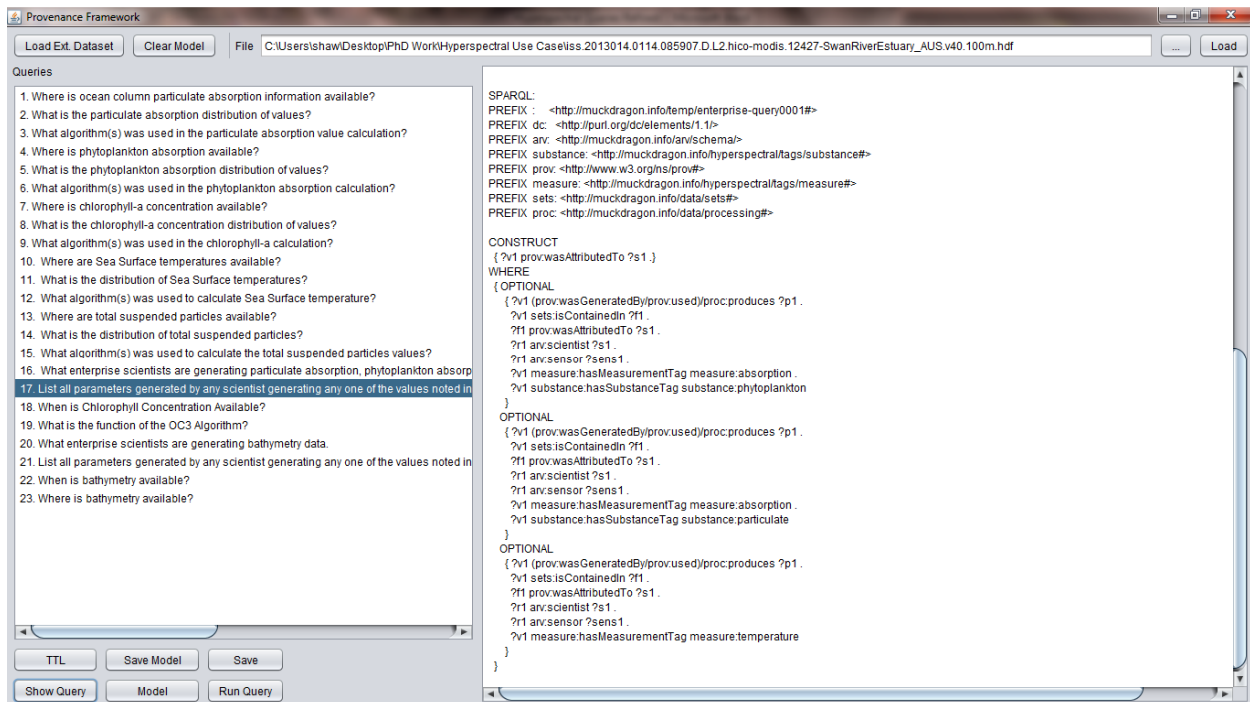 Provenance Framework
Load Ext. Dataset Clear Model File C:\Users\shaw\Desktop\PhD Work\Hyperspectral Use Case\iss.2013014.0114.085907.D.L2.hico-modis.12427-SwanRiverEstuary_AUS.v40.100m.hdf ... Load
Queries
1. Where is ocean column particulate absorption information available?
2. What is the particulate absorption distribution of values?
3. What algorithm(s) was used in the particulate absorption value calculation?
4. Where is phytoplankton absorption available?
5. What is the phytoplankton absorption distribution of values?
6. What algorithm(s) was used in the phytoplankton absorption calculation?
7. Where is chlorophyll-a concentration available?
8. What is the chlorophyll-a concentration distribution of values?
9. What algorithm(s) was used in the chlorophyll-a calculation?
10. Where are Sea Surface temperatures available?
11. What is the distribution of Sea Surface temperatures?
12. What algorithm(s) was used to calculate Sea Surface temperature?
13. Where are total suspended particles available?
14. What is the distribution of total suspended particles?
15. What algorithm(s) was used to calculate the total suspended particles values?
16. What enterprise scientists are generating particulate absorption, phytoplankton absorp
17. List all parameters generated by any scientist generating any one of the values noted in
18. When is Chlorophyll Concentration Available?
19. What is the function of the OC3 Algorithm?
20. What enterprise scientists are generating bathymetry data.
21. List all parameters generated by any scientist generating any one of the values noted in
22. When is bathymetry available?
23. Where is bathymetry available?
TTL Save Model Save
Show Query Model Run Query
SPARQL:
PREFIX : <http://muckdragon.info/temp/enterprise-query0001#>
PREFIX dc: <http://purl.org/dc/elements/1.1/>
PREFIX arv: <http://muckdragon.info/arv/schema/>
PREFIX substance: <http://muckdragon.info/hyperspectral/tags/substance#>
PREFIX prov: <http://www.w3.org/ns/prov#>
PREFIX measure: <http://muckdragon.info/hyperspectral/tags/measure#>
PREFIX sets: <http://muckdragon.info/data/sets#>
PREFIX proc: <http://muckdragon.info/data/processing#>
CONSTRUCT
{ ?v1 prov:wasAttributedTo ?s1 .}
WHERE
{ OPTIONAL
{ ?v1 (prov:wasGeneratedBy/prov:used)/proc:produces ?p1 .
?v1 sets:isContainedIn ?f1 .
?f1 prov:wasAttributedTo ?s1 .
?r1 arv:scientist ?s1 .
?r1 arv:sensor ?sens1 .
?v1 measure:hasMeasurementTag measure:absorption .
?v1 substance:hasSubstanceTag substance:phytoplankton
}
OPTIONAL
{ ?v1 (prov:wasGeneratedBy/prov:used)/proc:produces ?p1 .
?v1 sets:isContainedIn ?f1 .
?f1 prov:wasAttributedTo ?s1 .
?r1 arv:scientist ?s1 .
?r1 arv:sensor ?sens1 .
?v1 measure:hasMeasurementTag measure:absorption .
?v1 substance:hasSubstanceTag substance:particulate
}
OPTIONAL
{ ?v1 (prov:wasGeneratedBy/prov:used)/proc:produces ?p1 .
?v1 sets:isContainedIn ?f1 .
?f1 prov:wasAttributedTo ?s1 .
?r1 arv:scientist ?s1 .
?r1 arv:sensor ?sens1 .
?v1 measure:hasMeasurementTag measure:temperature
}
}